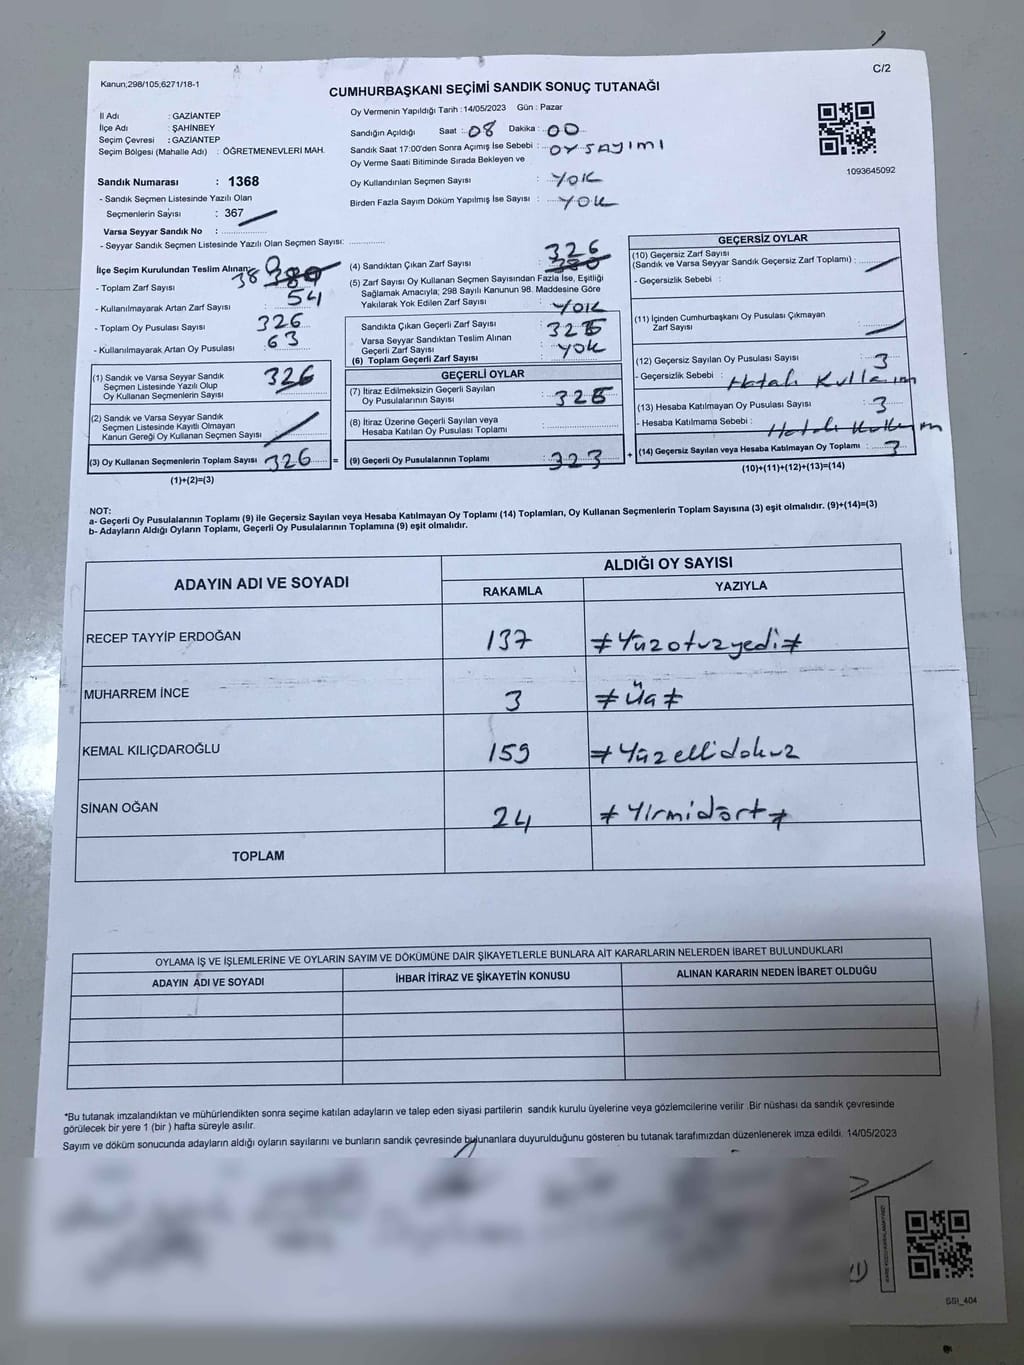 C/2
Kanun;298/105,6271/18-1
CUMHURBAŞKANI SEÇİMİ SANDIK SONUÇ TUTANAĞI
İl Adı : GAZİANTEP
İlçe Adı : ŞAHİNBEY
Seçim Çevresi : GAZİANTEP
Seçim Bölgesi (Mahalle Adı) : ÖĞRETMENEVLERİ MAH.
Sandık Numarası : 1368
- Sandık Seçmen Listesinde Yazılı Olan
Seçmenlerin Sayısı : 367
Varsa Seyyar Sandık No :
- Seyyar Sandık Seçmen Listesinde Yazılı Olan Seçmen Sayısı:
Oy Vermenin Yapıldığı Tarih : 14/05/2023 Gün : Pazar
Sandığın Açıldığı Saat : 08 Dakika : 00
Sandık Saat 17:00'den Sonra Açımış İse Sebebi : OY SAYIMI
Oy Verme Saati Bitiminde Sırada Bekleyen ve
Oy Kullandırılan Seçmen Sayısı : YOK
Birden Fazla Sayım Döküm Yapılmış İse Sayısı : YOK
1093645092
İlçe Seçim Kurulundan Teslim Alınan:
- Toplam Zarf Sayısı
- Kullanılmayarak Artan Zarf Sayısı : 54
- Toplam Oy Pusulası Sayısı : 326
- Kullanılmayarak Artan Oy Pusulası : 63
(1) Sandık ve Varsa Seyyar Sandık
Seçmen Listesinde Yazılı Olup
Oy Kullanan Seçmenlerin Sayısı 326
(2) Sandık ve Varsa Seyyar Sandık
Seçmen Listesinde Kayıtlı Olmayan
Kanun Gereği Oy Kullanan Seçmen Sayısı
(3) Oy Kullanan Seçmenlerin Toplam Sayısı 326 =
(1)+(2)=(3)
(4) Sandıktan Çıkan Zarf Sayısı : 326
(5) Zarf Sayısı Oy Kullanan Seçmen Sayısından Fazla İse, Eşitliği
Sağlamak Amacıyla; 298 Sayılı Kanunun 98. Maddesine Göre
Yakılarak Yok Edilen Zarf Sayısı : YOK
Sandıkta Çıkan Geçerli Zarf Sayısı :
Varsa Seyyar Sandıktan Teslim Alınan
Geçerli Zarf Sayısı : YOK
(6) Toplam Geçerli Zarf Sayısı :
GEÇERLİ OYLAR
(7) İtiraz Edilmeksizin Geçerli Sayılan
Oy Pusulalarının Sayısı :
(8) İtiraz Üzerine Geçerli Sayılan veya
Hesaba Katılan Oy Pusulası Toplamı :
(9) Geçerli Oy Pusulalarının Toplamı : 323 +
GEÇERSİZ OYLAR
(10) Geçersiz Zarf Sayısı
(Sandık ve Varsa Seyyar Sandık Geçersiz Zarf Toplamı) :
- Geçersizlik Sebebi :
(11) İçinden Cumhurbaşkanı Oy Pusulası Çıkmayan
Zarf Sayısı :
(12) Geçersiz Sayılan Oy Pusulası Sayısı : 3
- Geçersizlik Sebebi : Hatalı Kullanım
(13) Hesaba Katılmayan Oy Pusulası Sayısı : 3
- Hesaba Katılmama Sebebi : Hatalı Kullanım
(14) Geçersiz Sayılan veya Hesaba Katılmayan Oy Toplamı : 3
(10)+(11)+(12)+(13)=(14)
NOT:
a- Geçerli Oy Pusulalarının Toplamı (9) ile Geçersiz Sayılan veya Hesaba Katılmayan Oy Toplamı (14) Toplamları, Oy Kullanan Seçmenlerin Toplam Sayısına (3) eşit olmalıdır. (9)+(14)=(3)
b- Adayların Aldığı Oyların Toplamı, Geçerli Oy Pusulalarının Toplamına (9) eşit olmalıdır.
ADAYIN ADI VE SOYADI ALDIĞI OY SAYISI
RAKAMLA YAZIYLA
RECEP TAYYİP ERDOĞAN 137 ≠ Yüzotuzyedi ≠
MUHARREM İNCE 3 ≠ Üç ≠
KEMAL KILIÇDAROĞLU 159 ≠ Yüzellidokuz
SİNAN OĞAN 24 ≠ Yirmidört ≠
TOPLAM
OYLAMA İŞ VE İŞLEMLERİNE VE OYLARIN SAYIM VE DÖKÜMÜNE DAİR ŞİKAYETLERLE BUNLARA AİT KARARLARIN NELERDEN İBARET BULUNDUKLARI
ADAYIN ADI VE SOYADI İHBAR İTİRAZ VE ŞİKAYETİN KONUSU ALINAN KARARIN NEDEN İBARET OLDUĞU
*Bu tutanak imzalandıktan ve mühürlendikten sonra seçime katılan adayların ve talep eden siyasi partilerin sandık kurulu üyelerine veya gözlemcilerine verilir .Bir nüshası da sandık çevresinde
görülecek bir yere 1 (bir ) hafta süreyle asılır.
Sayım ve döküm sonucunda adayların aldığı oyların sayılarını ve bunların sandık çevresinde bulunanlara duyurulduğunu gösteren bu tutanak tarafımızdan düzenlenerek imza edildi. 14/05/2023
SSI_404